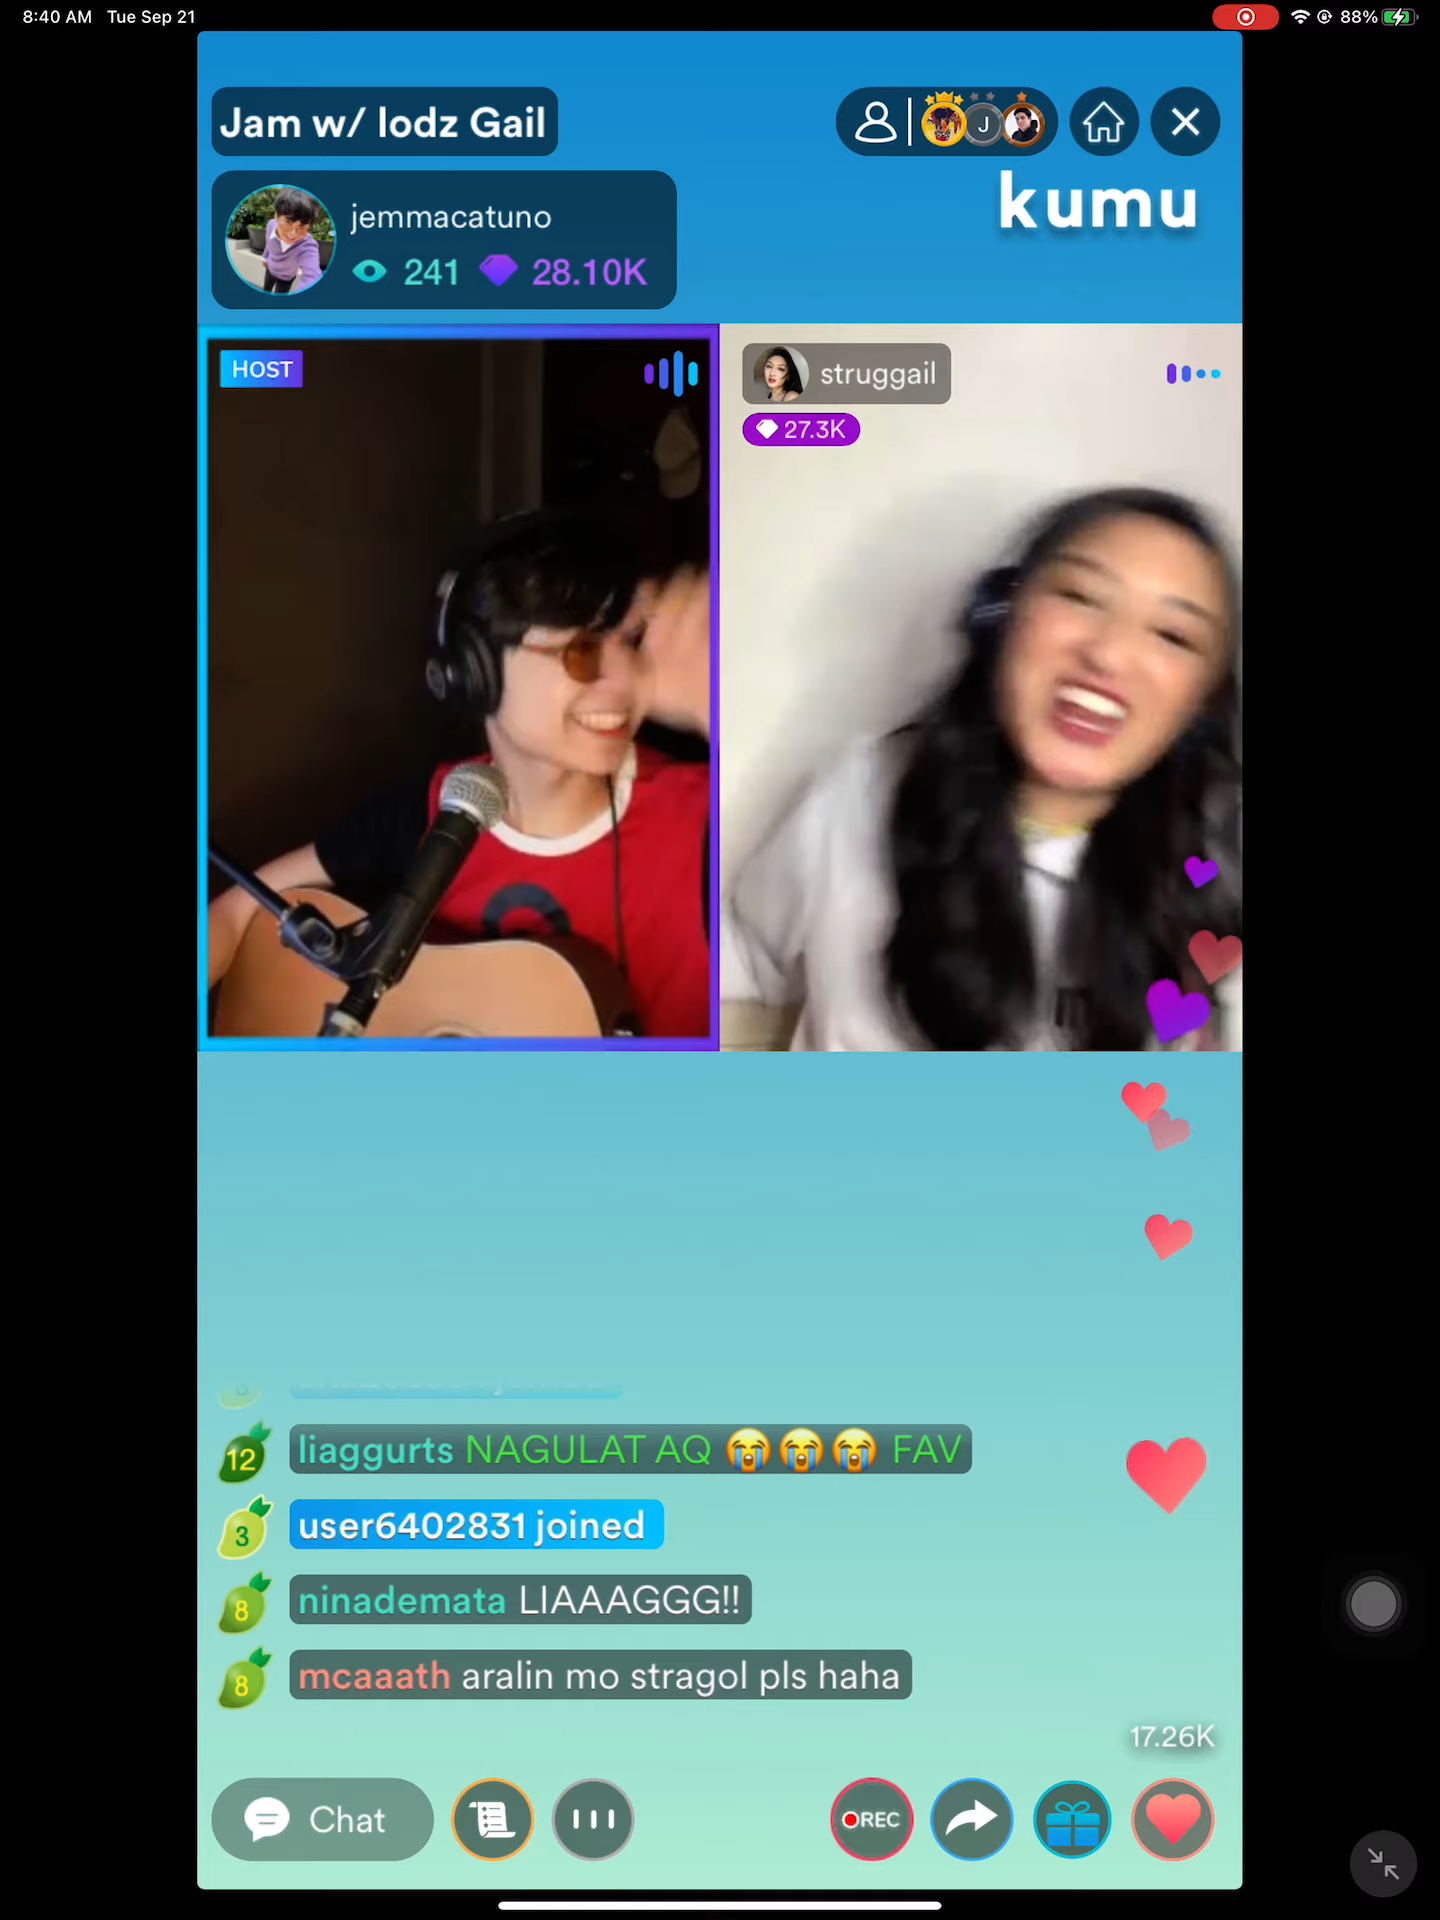 8:40 AM Tue Sep 21
88%
Jam w/ lodz Gail
J
kumu
jemmacatuno
241 28.10K
HOST
struggail
27.3K
12 liaggurts NAGULAT AQ 😭😭😭 FAV
3 user6402831 joined
8 ninademata LIAAAGGG!!
8 mcaaath aralin mo stragol pls haha
17.26K
Chat
REC